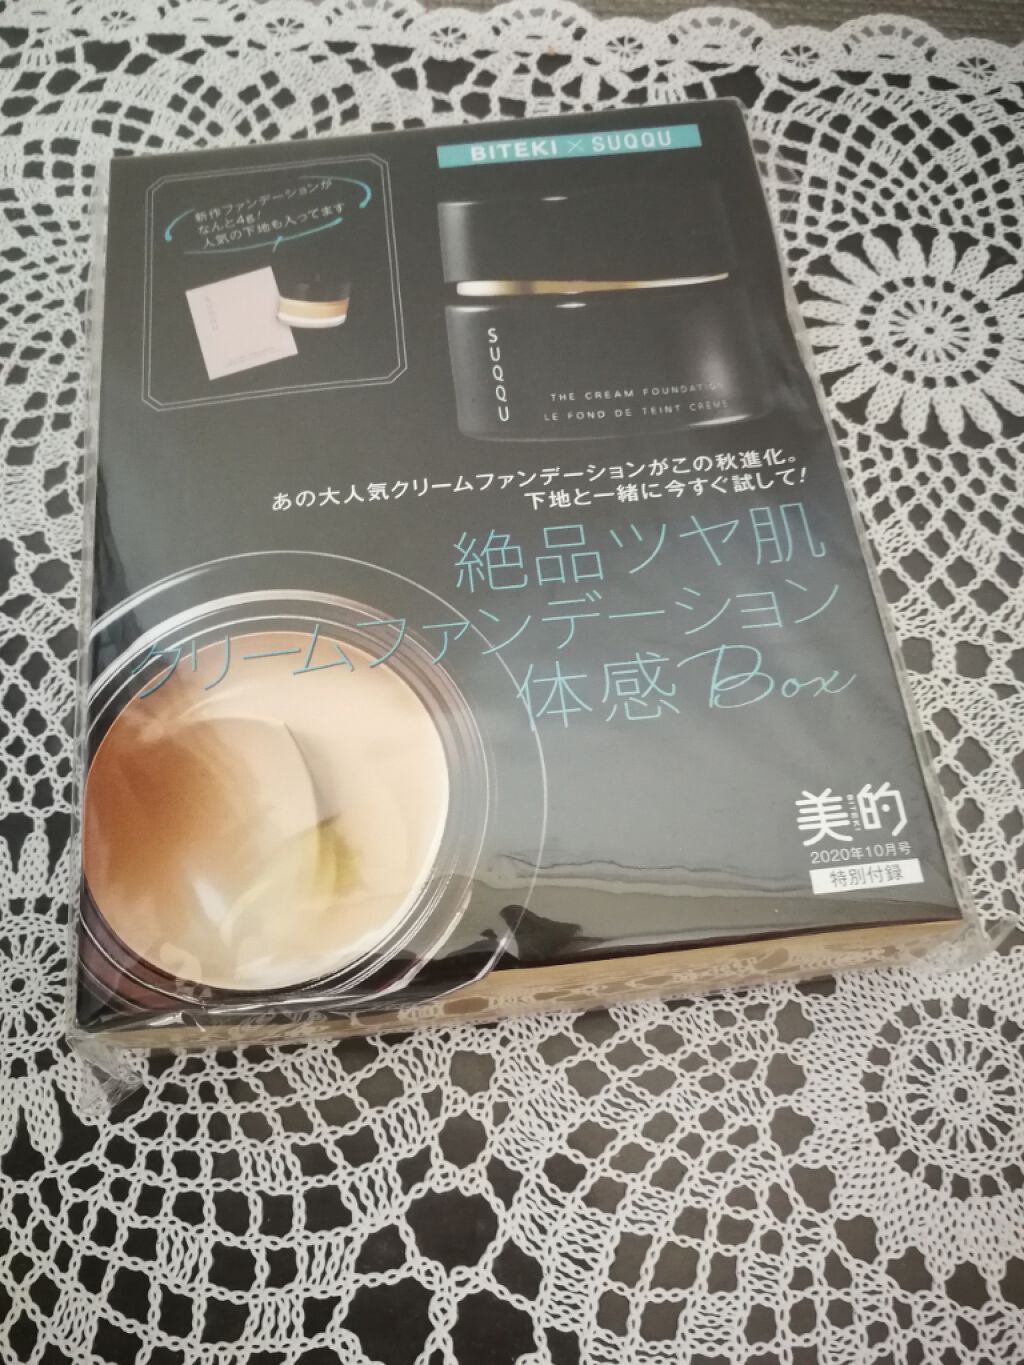 BITEKI×SUQQU
新作ファンデーションが
なんと4g!
人気の下地も入ってます
SUQQU
THE CREAM FOUNDATION
LE FOND DE TEINT CRÈME
あの大人気クリームファンデーションがこの秋進化。
下地と一緒に今すぐ試して!
絶品ツヤ肌
クリームファンデーション
体感Box
美的
BITEKI
2020年10月号
特別付録